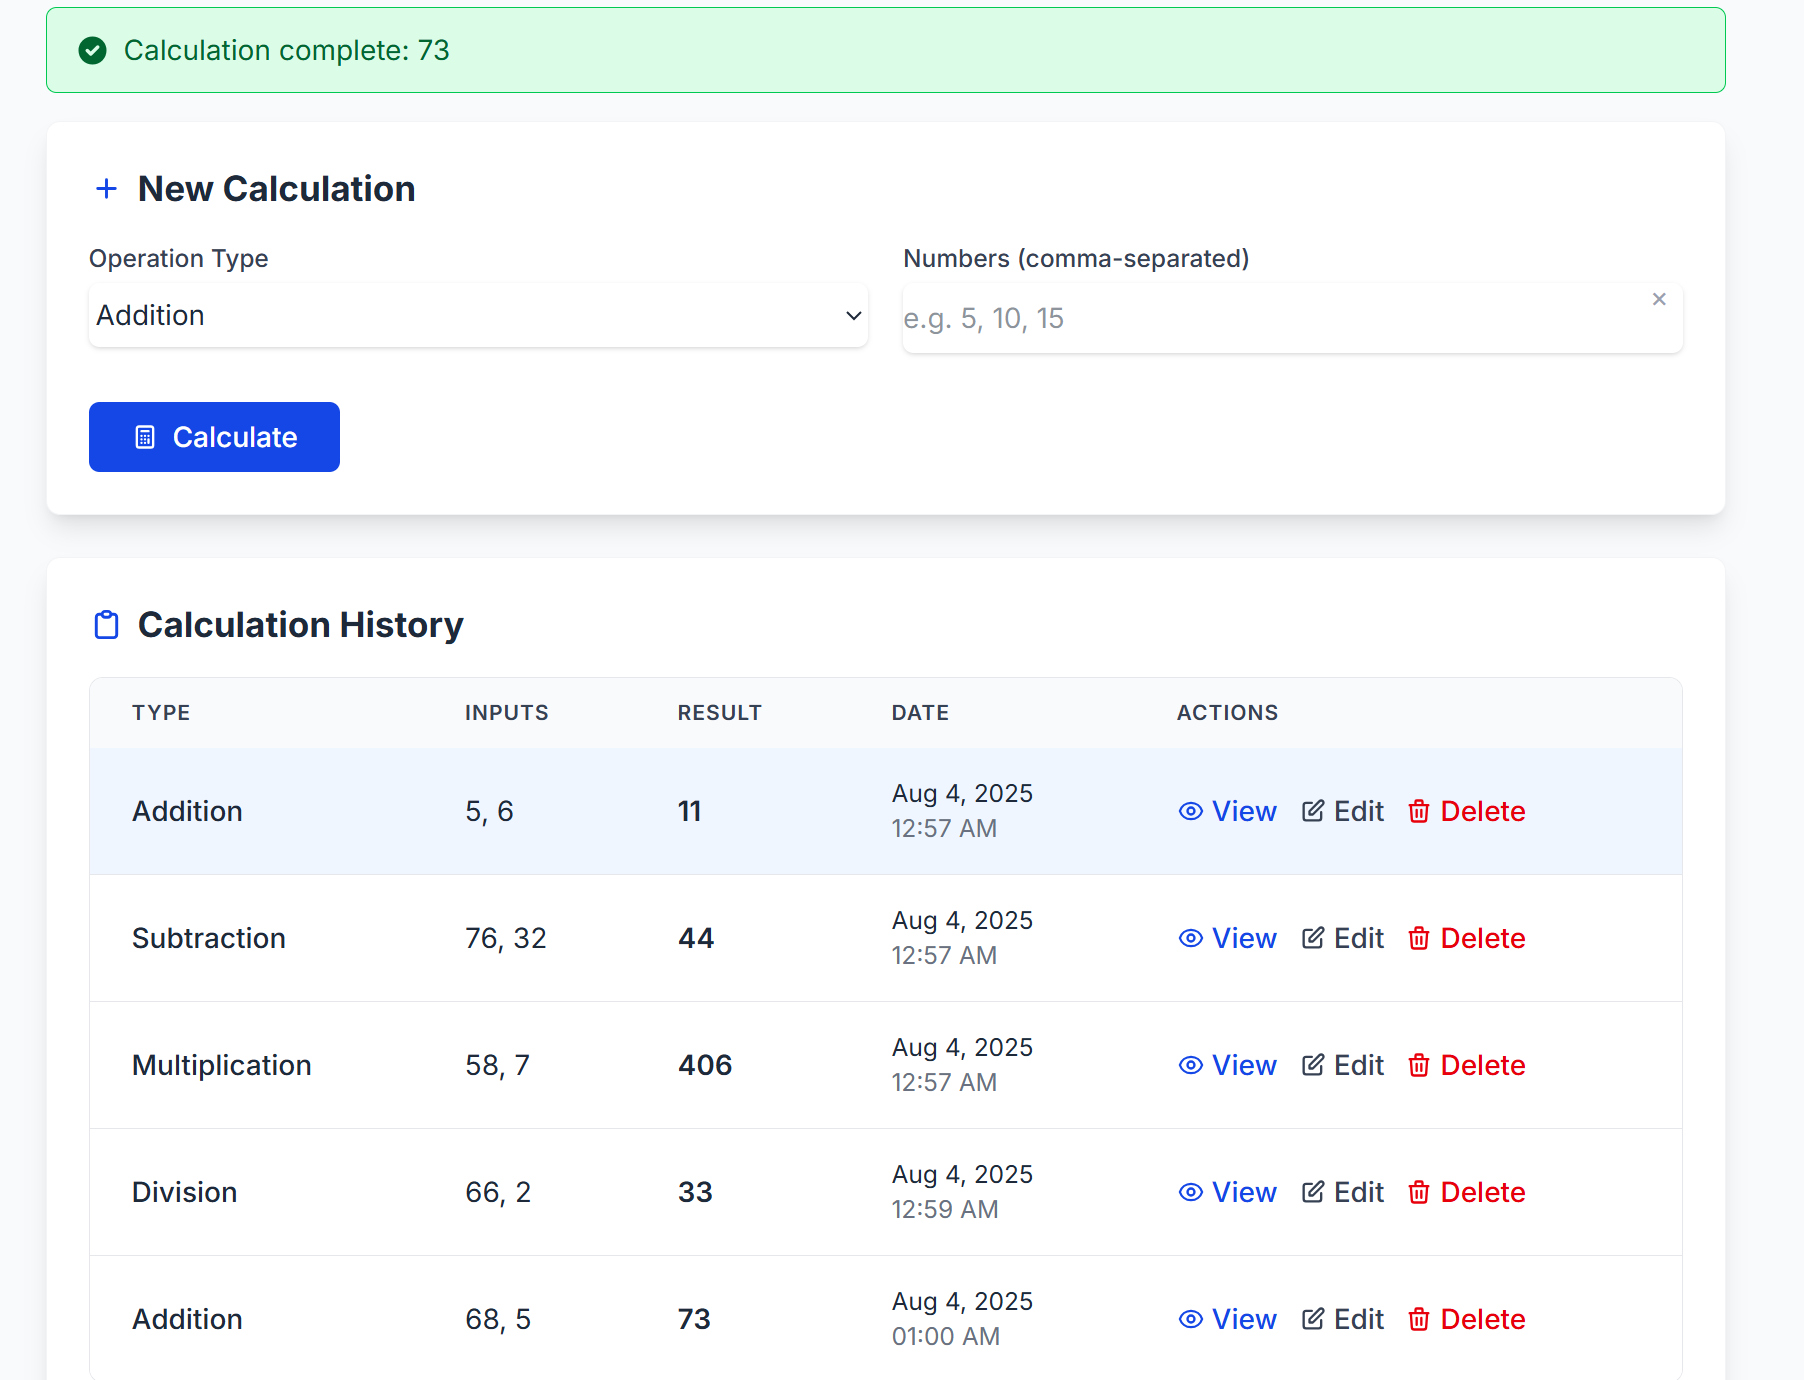 Calculation complete: 73
New Calculation
Operation Type
Numbers (comma-separated)
Addition
e.g. 5, 10, 15
Calculate
Calculation History
TYPE INPUTS RESULT DATE ACTIONS
Addition 5, 6 11 Aug 4, 2025 View Edit Delete
12:57 AM
Subtraction 76, 32 44 Aug 4, 2025 View Edit Delete
12:57 AM
Multiplication 58, 7 406 Aug 4, 2025 View Edit Delete
12:57 AM
Division 66, 2 33 Aug 4, 2025 View Edit Delete
12:59 AM
Addition 68, 5 73 Aug 4, 2025 View Edit Delete
01:00 AM